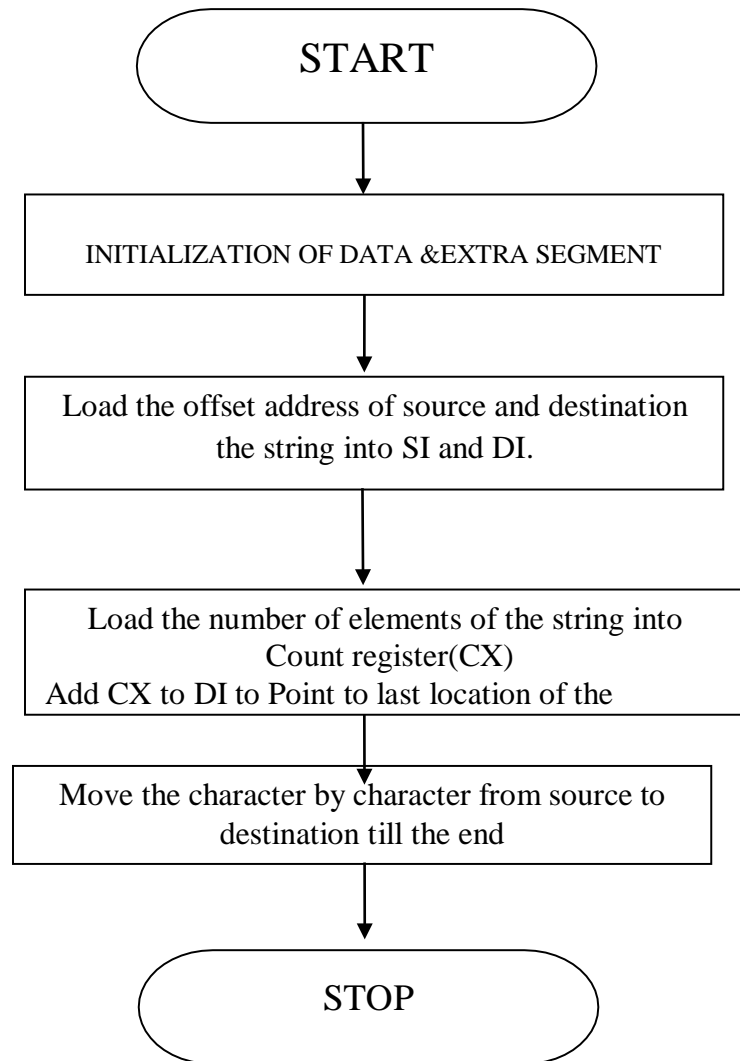 START
INITIALIZATION OF DATA &EXTRA SEGMENT
Load the offset address of source and destination
the string into SI and DI.
Load the number of elements of the string into
Count register(CX)
Add CX to DI to Point to last location of the
Move the character by character from source to
destination till the end
STOP